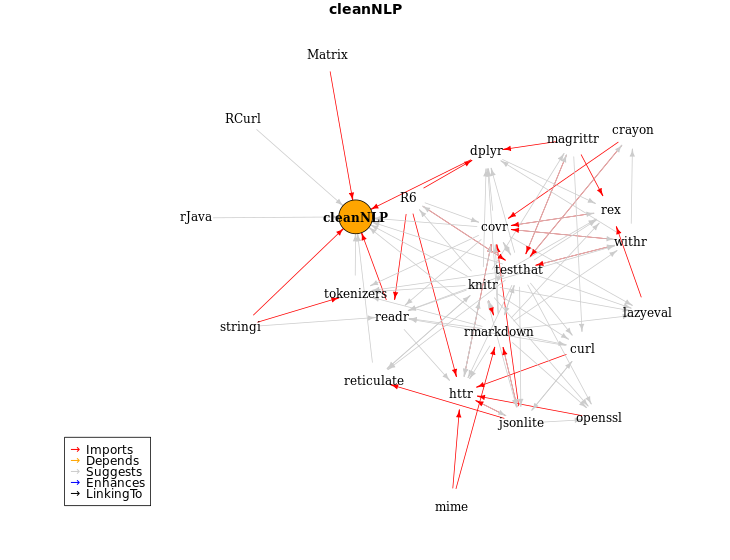 cleanNLP
Matrix
RCurl
crayon
magrittr
dplyr
R6
rex
rJava
cleanNLP
covr
withr
testthat
knitr
tokenizers
lazyeval
readr
stringi
rmarkdown
curl
reticulate
httr
openssl
jsonlite
mime
→ Imports
→ Depends
→ Suggests
→ Enhances
→ LinkingTo